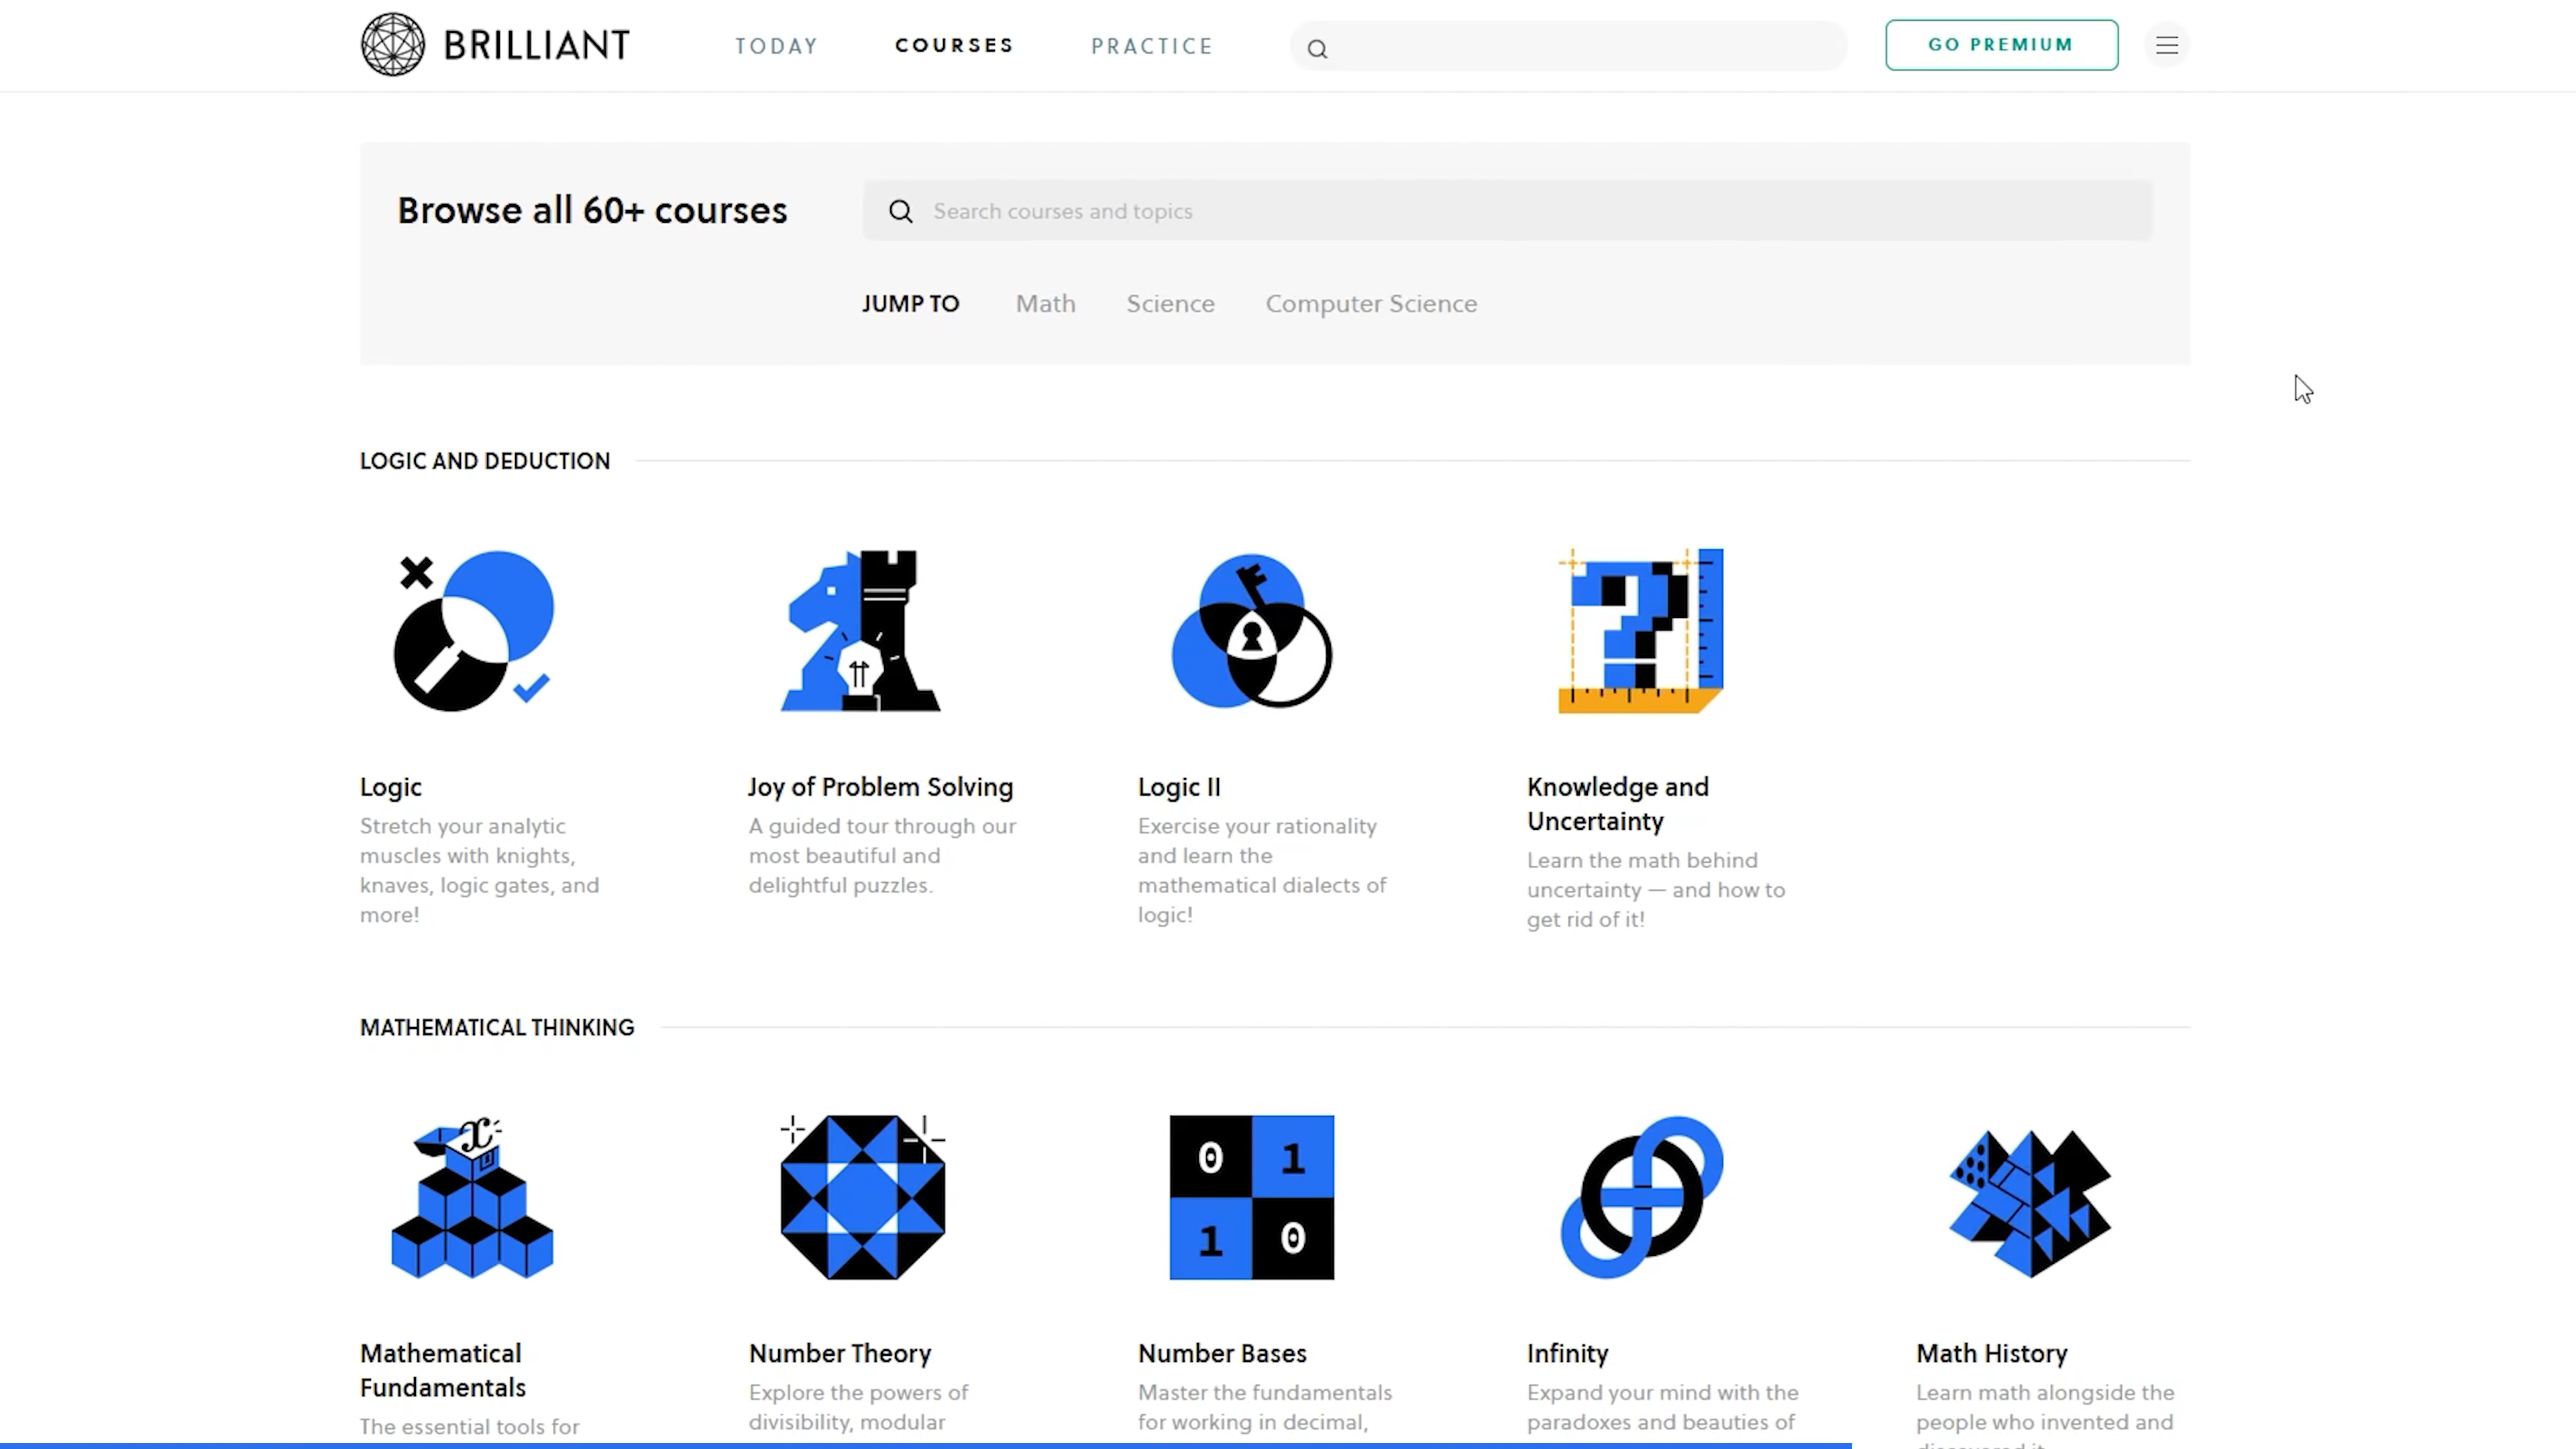 BRILLIANT
TODAY
COURSES
PRACTICE
GO PREMIUM
Browse all 60+ courses
Search courses and topics
JUMP TO
Math
Science
Computer Science
LOGIC AND DEDUCTION
Logic
Stretch your analytic
muscles with knights,
knaves, logic gates, and
more!
Joy of Problem Solving
A guided tour through our
most beautiful and
delightful puzzles.
Logic II
Exercise your rationality
and learn the
mathematical dialects of
logic!
Knowledge and
Uncertainty
Learn the math behind
uncertainty — and how to
get rid of it!
MATHEMATICAL THINKING
x
0 1
1 0
Mathematical
Fundamentals
The essential tools for
Number Theory
Explore the powers of
divisibility, modular
Number Bases
Master the fundamentals
for working in decimal,
Infinity
Expand your mind with the
paradoxes and beauties of
Math History
Learn math alongside the
people who invented and